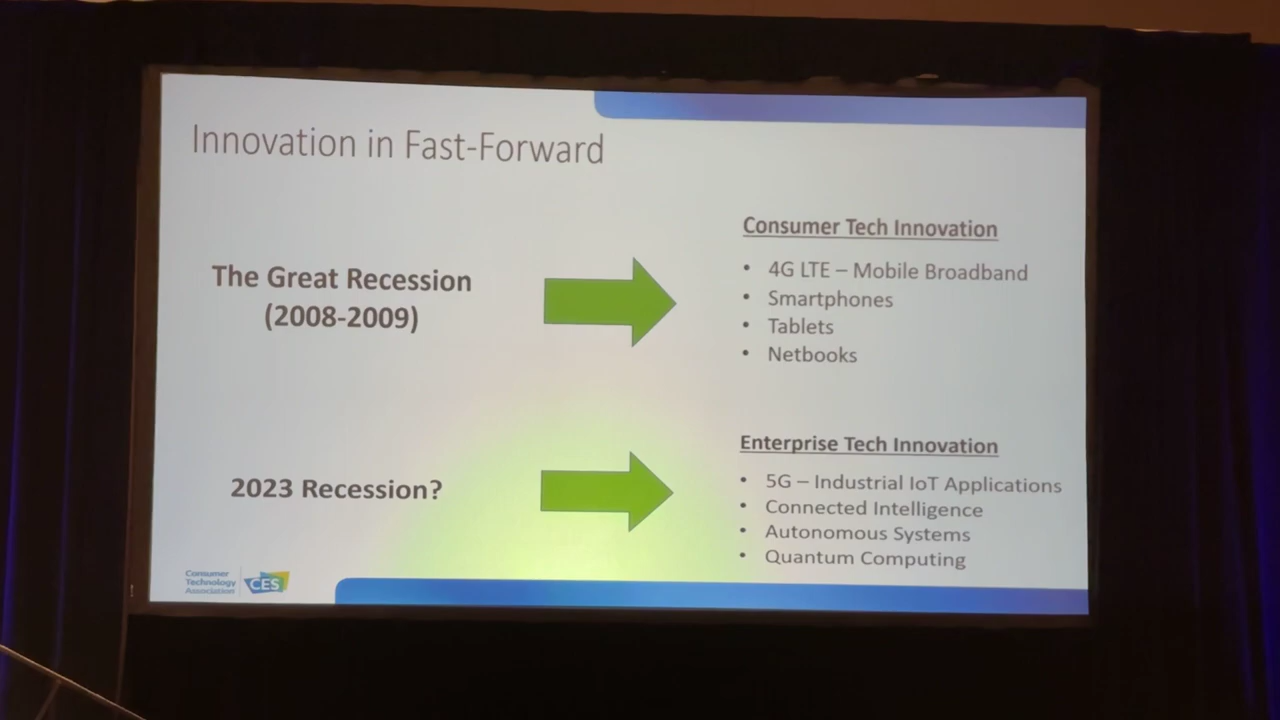 Innovation in Fast-Forward
The Great Recession
(2008-2009)
Consumer Tech Innovation
• 4G LTE – Mobile Broadband
• Smartphones
• Tablets
• Netbooks
2023 Recession?
Enterprise Tech Innovation
• 5G – Industrial IoT Applications
• Connected Intelligence
• Autonomous Systems
• Quantum Computing
Consumer
Technology
Association
CES